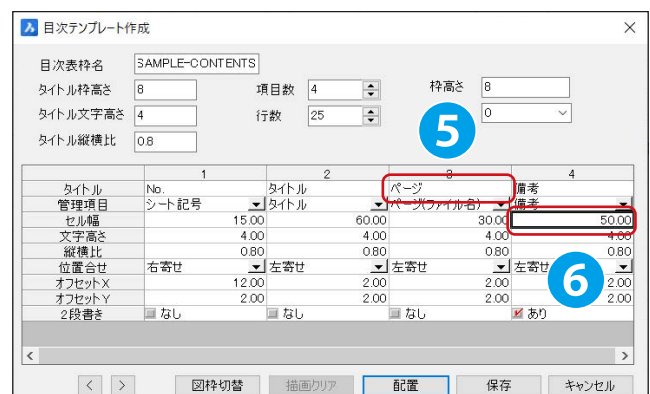 目次テンプレート作成
目次表枠名 SAMPLE-CONTENTS
タイトル枠高さ 8 項目数 4 枠高さ 8
タイトル文字高さ 4 行数 25 0
タイトル縦横比 0.8
5
1 2 3 4
タイトル No. タイトル ページ 備考
管理項目 シート記号 タイトル ページ(ファイル名) 備考
セル幅 15.00 60.00 30.00 50.00
文字高さ 4.00 4.00 4.00 4.00
縦横比 0.80 0.80 0.80 0.80
位置合せ 右寄せ 左寄せ 左寄せ 左寄せ
オフセットX 12.00 2.00 2.00 2.00
オフセットY 2.00 2.00 2.00 2.00
2段書き なし なし なし あり
6
< >
図枠切替 描画クリア 配置 保存 キャンセル